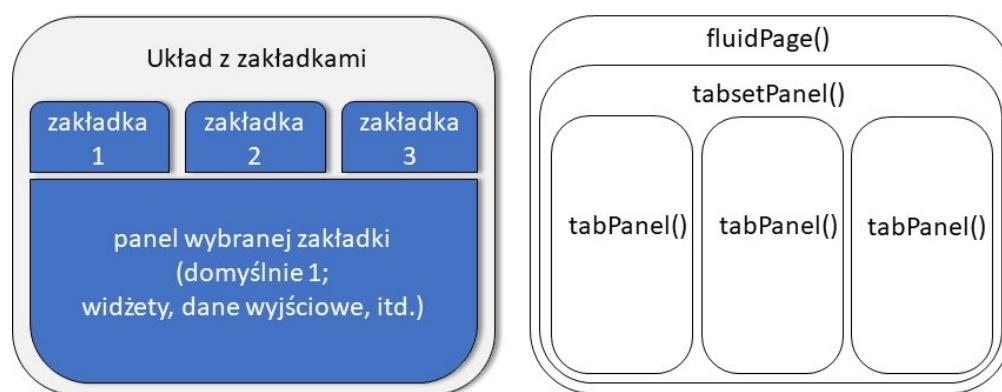 Układ z zakładkami
zakładka
1
zakładka
2
zakładka
3
panel wybranej zakładki
(domyślnie 1;
widżety, dane wyjściowe, itd.)
fluidPage()
tabsetPanel()
tabPanel()
tabPanel()
tabPanel()